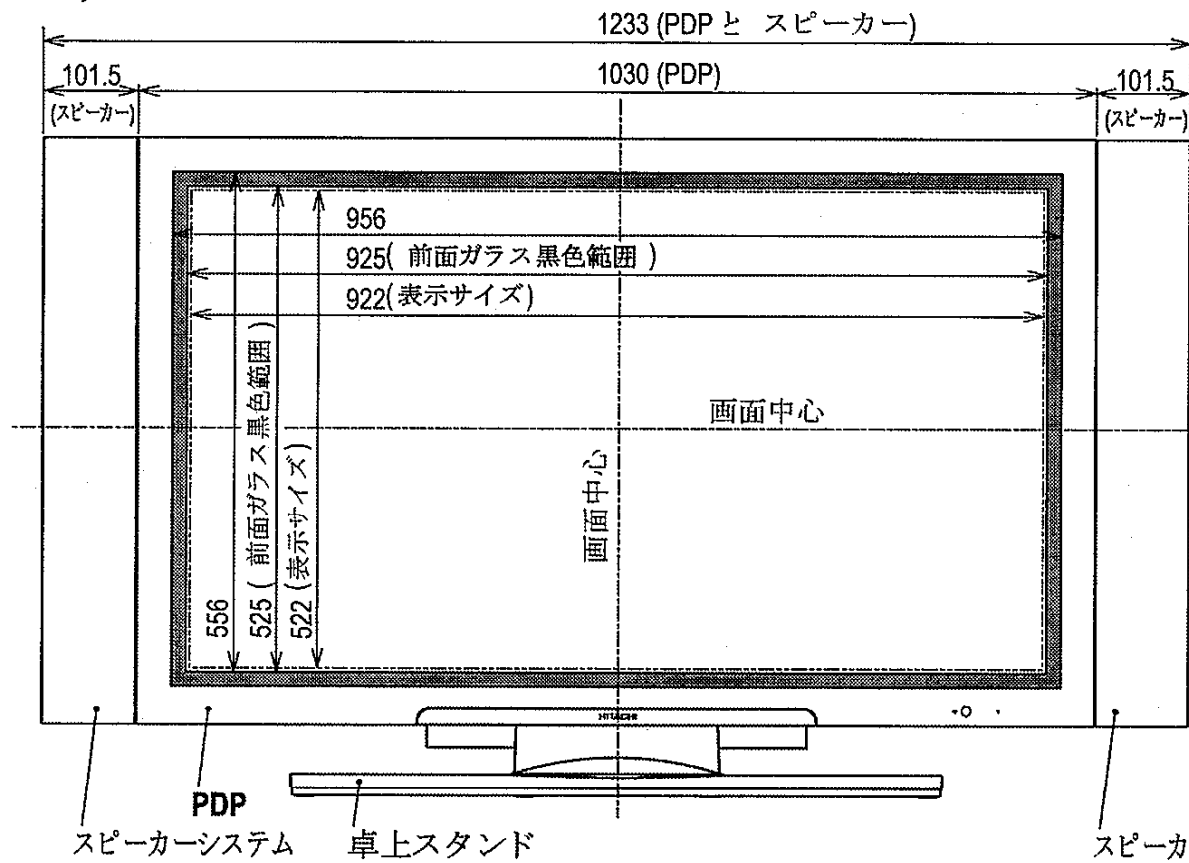 1233 (PDP と スピーカー)
101.5
1030 (PDP)
101.5
(スピーカー)
(スピーカー)
956
925( 前面ガラス黒色範囲 )
922(表示サイズ)
画面中心
画面中心
556
525 ( 前面ガラス黒色範囲)
522 (表示サイズ)
HITACHI
PDP
スピーカーシステム
卓上スタンド
スピーカ